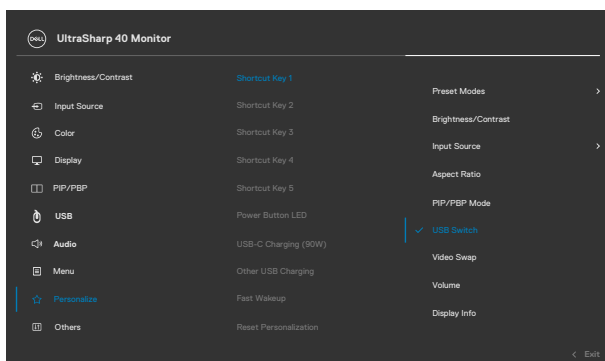 DELL
UltraSharp 40 Monitor
Brightness/Contrast
Input Source
Color
Display
PIP/PBP
USB
Audio
Menu
Personalize
Others
Shortcut Key 1
Shortcut Key 2
Shortcut Key 3
Shortcut Key 4
Shortcut Key 5
Power Button LED
USB-C Charging (90W)
Other USB Charging
Fast Wakeup
Reset Personalization
Preset Modes
Brightness/Contrast
Input Source
Aspect Ratio
PIP/PBP Mode
USB Switch
Video Swap
Volume
Display Info
Exit